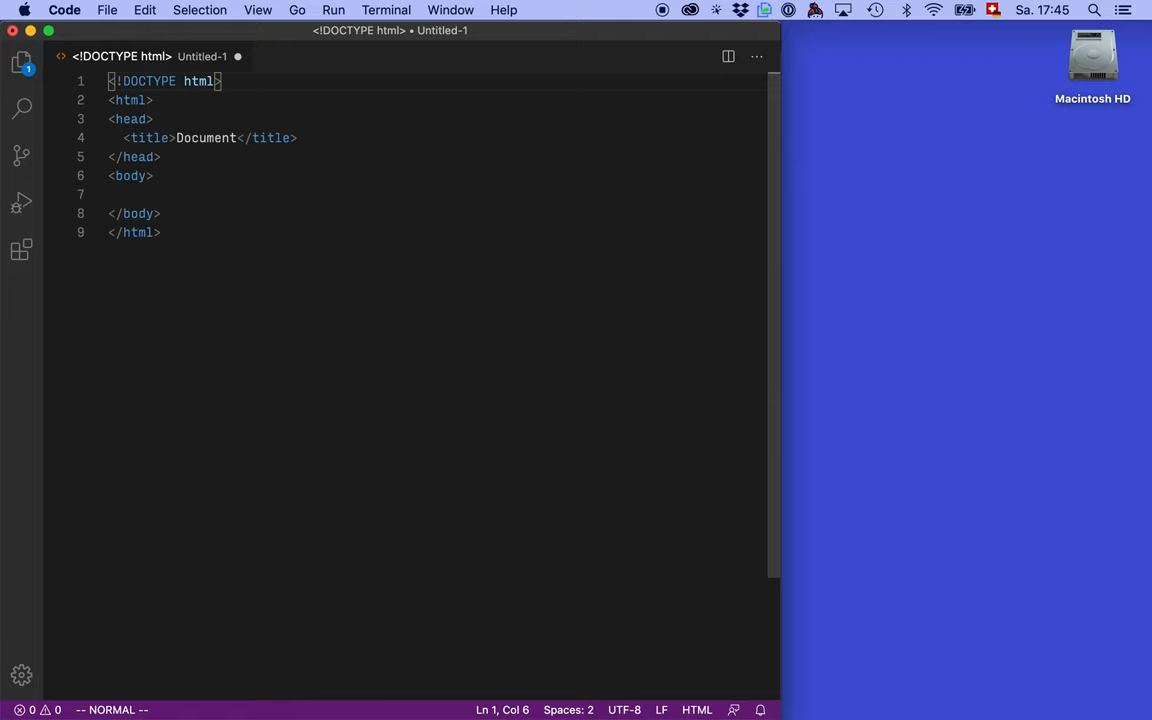 Code File Edit Selection View Go Run Terminal Window Help Sa. 17:45
<!DOCTYPE html> • Untitled-1
<!DOCTYPE html> Untitled-1
1
1 <!DOCTYPE html>
2 <html>
3 <head>
4 <title>Document</title>
5 </head>
6 <body>
7
8 </body>
9 </html>
Macintosh HD
0 0 -- NORMAL -- Ln 1, Col 6 Spaces: 2 UTF-8 LF HTML